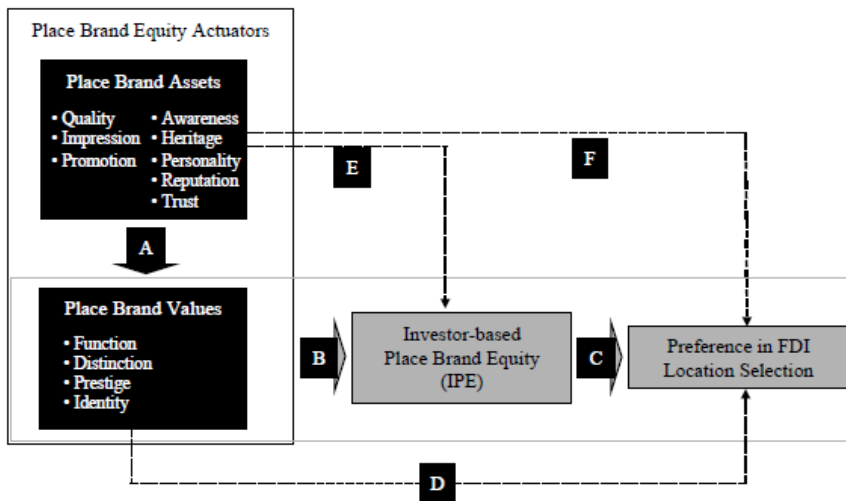 Place Brand Equity Actuators
Place Brand Assets
• Quality
• Impression
• Promotion
• Awareness
• Heritage
• Personality
• Reputation
• Trust
E
F
A
Place Brand Values
• Function
• Distinction
• Prestige
• Identity
B
Investor-based
Place Brand Equity
(IPE)
C
Preference in FDI
Location Selection
D